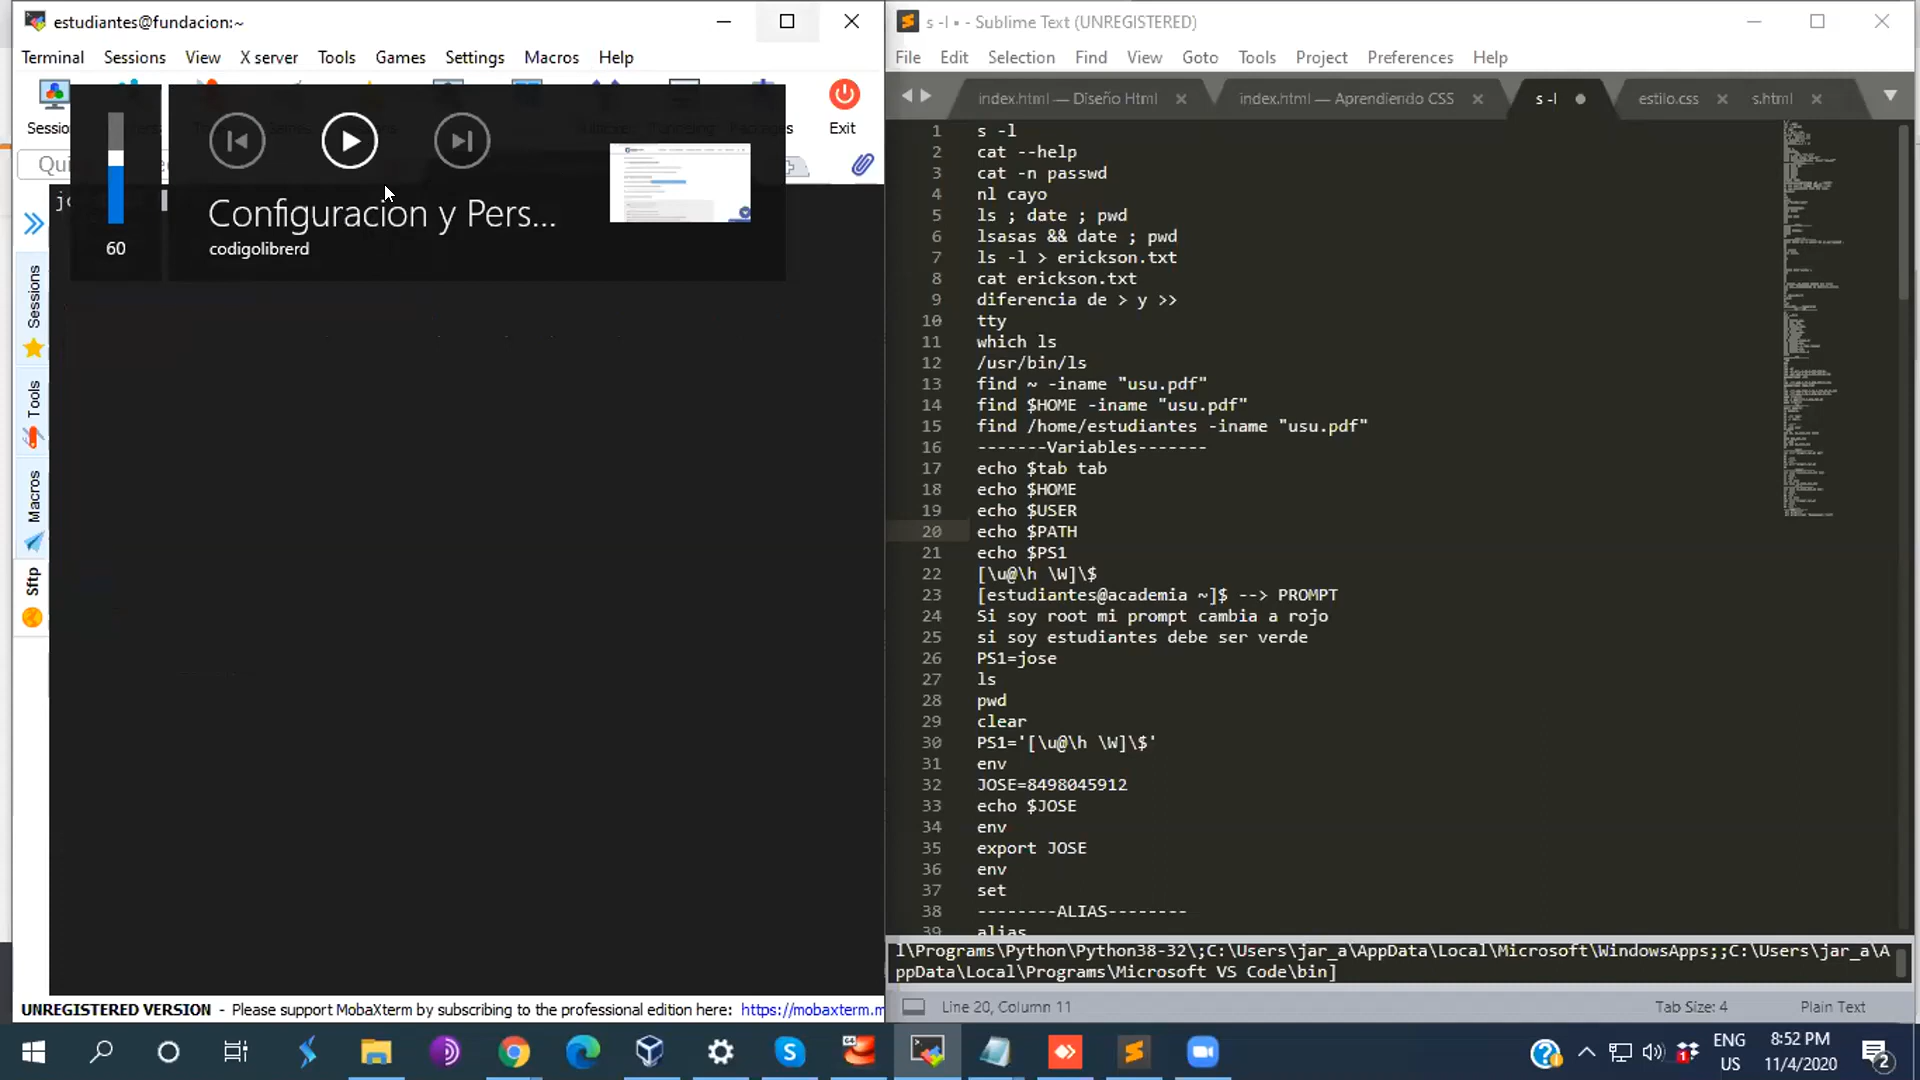 estudiantes@fundacion:~
Terminal Sessions View X server Tools Games Settings Macros Help
Exit
60
Configuracion y Pers...
codigolibrerd
Sessions
Tools
Macros
Sftp
UNREGISTERED VERSION - Please support MobaXterm by subscribing to the professional edition here: https://mobaxterm.m
s -l • - Sublime Text (UNREGISTERED)
File Edit Selection Find View Goto Tools Project Preferences Help
index.html — Diseño Html index.html — Aprendiendo CSS s -l estilo.css s.html
1 s -l
2 cat --help
3 cat -n passwd
4 nl cayo
5 ls ; date ; pwd
6 lsasas && date ; pwd
7 ls -l > erickson.txt
8 cat erickson.txt
9 diferencia de > y >>
10 tty
11 which ls
12 /usr/bin/ls
13 find ~ -iname "usu.pdf"
14 find $HOME -iname "usu.pdf"
15 find /home/estudiantes -iname "usu.pdf"
16 -------Variables-------
17 echo $tab tab
18 echo $HOME
19 echo $USER
20 echo $PATH
21 echo $PS1
22 [\u@\h \W]\$
23 [estudiantes@academia ~]$ --> PROMPT
24 Si soy root mi prompt cambia a rojo
25 si soy estudiantes debe ser verde
26 PS1=jose
27 ls
28 pwd
29 clear
30 PS1='[\u@\h \W]\$'
31 env
32 JOSE=8498045912
33 echo $JOSE
34 env
35 export JOSE
36 env
37 set
38 --------ALIAS--------
39 alias
l\Programs\Python\Python38-32\;C:\Users\jar_a\AppData\Local\Microsoft\WindowsApps;;C:\Users\jar_a\A
ppData\Local\Programs\Microsoft VS Code\bin]
Line 20, Column 11 Tab Size: 4 Plain Text
ENG
US
8:52 PM
11/4/2020
2